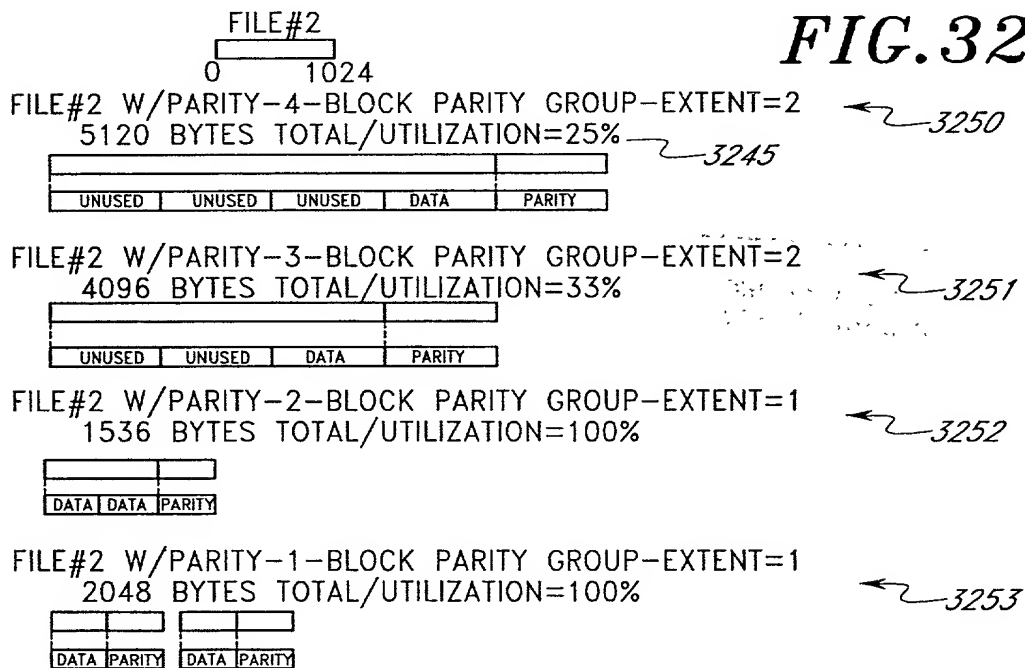 FILE#2
FIG.32
0 1024
FILE#2 W/PARITY-4-BLOCK PARITY GROUP-EXTENT=2
3250
5120 BYTES TOTAL/UTILIZATION=25%
3245
UNUSED UNUSED UNUSED DATA PARITY
FILE#2 W/PARITY-3-BLOCK PARITY GROUP-EXTENT=2
3251
4096 BYTES TOTAL/UTILIZATION=33%
UNUSED UNUSED DATA PARITY
FILE#2 W/PARITY-2-BLOCK PARITY GROUP-EXTENT=1
3252
1536 BYTES TOTAL/UTILIZATION=100%
DATA DATA PARITY
FILE#2 W/PARITY-1-BLOCK PARITY GROUP-EXTENT=1
3253
2048 BYTES TOTAL/UTILIZATION=100%
DATA PARITY DATA PARITY